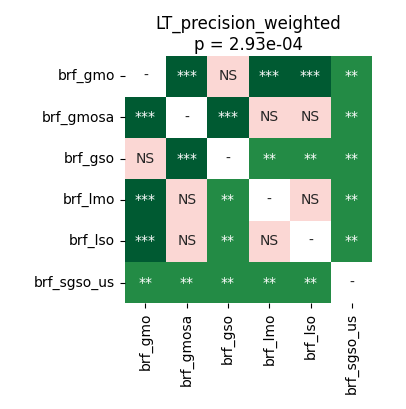 LT_precision_weighted
p = 2.93e-04
brf_gmo - *** NS *** *** **
brf_gmosa *** - *** NS NS **
brf_gso NS *** - ** ** **
brf_lmo *** NS ** - NS **
brf_lso *** NS ** NS - **
brf_sgso_us ** ** ** ** ** -
brf_gmo brf_gmosa brf_gso brf_lmo brf_lso brf_sgso_us